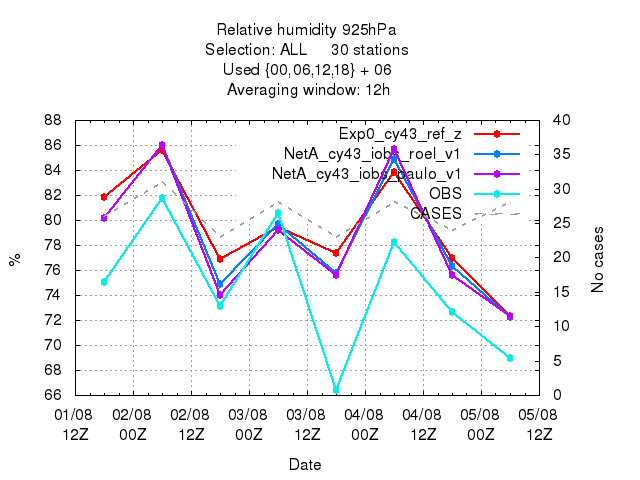 Relative humidity 925hPa
Selection: ALL 30 stations
Used {00,06,12,18} + 06
Averaging window: 12h
Exp0_cy43_ref_z
NetA_cy43_iobs_roel_v1
NetA_cy43_iobs_paulo_v1
OBS
CASES
88
86
84
82
80
78
76
74
72
70
68
66
%
40
35
30
25
20
15
10
5
0
No cases
01/08 02/08 02/08 03/08 03/08 04/08 04/08 05/08 05/08
12Z 00Z 12Z 00Z 12Z 00Z 12Z 00Z 12Z
Date